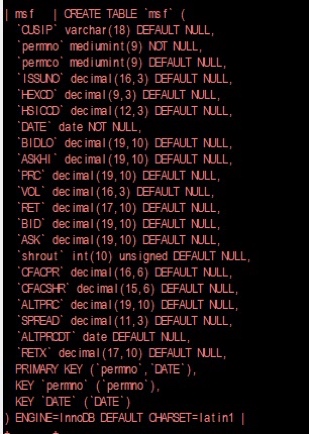 | msf | CREATE TABLE `msf` (
`CUSIP` varchar(18) DEFAULT NULL,
`permno` mediumint(9) NOT NULL,
`permco` mediumint(9) DEFAULT NULL,
`ISSUNO` decimal(16,3) DEFAULT NULL,
`HEXCD` decimal(9,3) DEFAULT NULL,
`HSICCD` decimal(12,3) DEFAULT NULL,
`DATE` date NOT NULL,
`BIDLO` decimal(19,10) DEFAULT NULL,
`ASKHI` decimal(19,10) DEFAULT NULL,
`PRC` decimal(19,10) DEFAULT NULL,
`VOL` decimal(16,3) DEFAULT NULL,
`RET` decimal(17,10) DEFAULT NULL,
`BID` decimal(19,10) DEFAULT NULL,
`ASK` decimal(19,10) DEFAULT NULL,
`shrout` int(10) unsigned DEFAULT NULL,
`CFACPR` decimal(16,6) DEFAULT NULL,
`CFACSHR` decimal(15,6) DEFAULT NULL,
`ALTPRC` decimal(19,10) DEFAULT NULL,
`SPREAD` decimal(11,3) DEFAULT NULL,
`ALTPRCDT` date DEFAULT NULL,
`RETX` decimal(17,10) DEFAULT NULL,
PRIMARY KEY (`permno`,`DATE`),
KEY `permno` (`permno`),
KEY `DATE` (`DATE`)
) ENGINE=InnoDB DEFAULT CHARSET=latin1 |